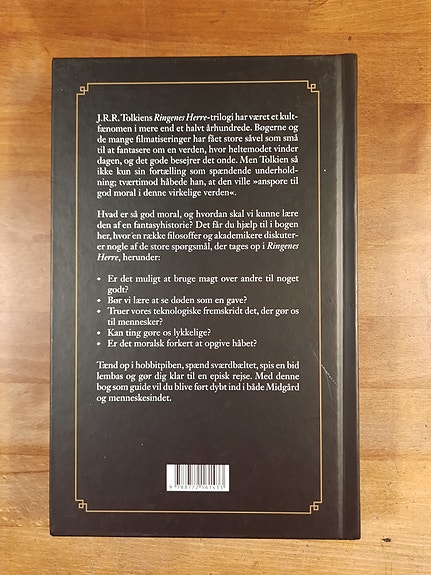 J.R.R. Tolkiens Ringenes Herre-trilogi har været et kult-
fænomen i mere end et halvt århundrede. Bøgerne og
de mange filmatiseringer har fået store såvel som små
til at fantasere om en verden, hvor heltemodet vinder
dagen, og det gode besejrer det onde. Men Tolkien så
ikke kun sin fortælling som spændende underhold-
ning; tværtimod håbede han, at den ville »anspore til
god moral i denne virkelige verden«.
Hvad er så god moral, og hvordan skal vi kunne lære
den af en fantasyhistorie? Det får du hjælp til i bogen
her, hvor en række filosoffer og akademikere diskuter-
er nogle af de store spørgsmål, der tages op i Ringenes
Herre, herunder:
Er det muligt at bruge magt over andre til noget
godt?
Bør vi lære at se døden som en gave?
Truer vores teknologiske fremskridt det, der gør os
til mennesker?
Kan ting gøre os lykkelige?
Er det moralsk forkert at opgive håbet?
Tænd op i hobbitpiben, spænd sværdbæltet, spis en bid
lembas og gør dig klar til en episk rejse. Med denne
bog som guide vil du blive ført dybt ind i både Midgård
og menneskesindet.